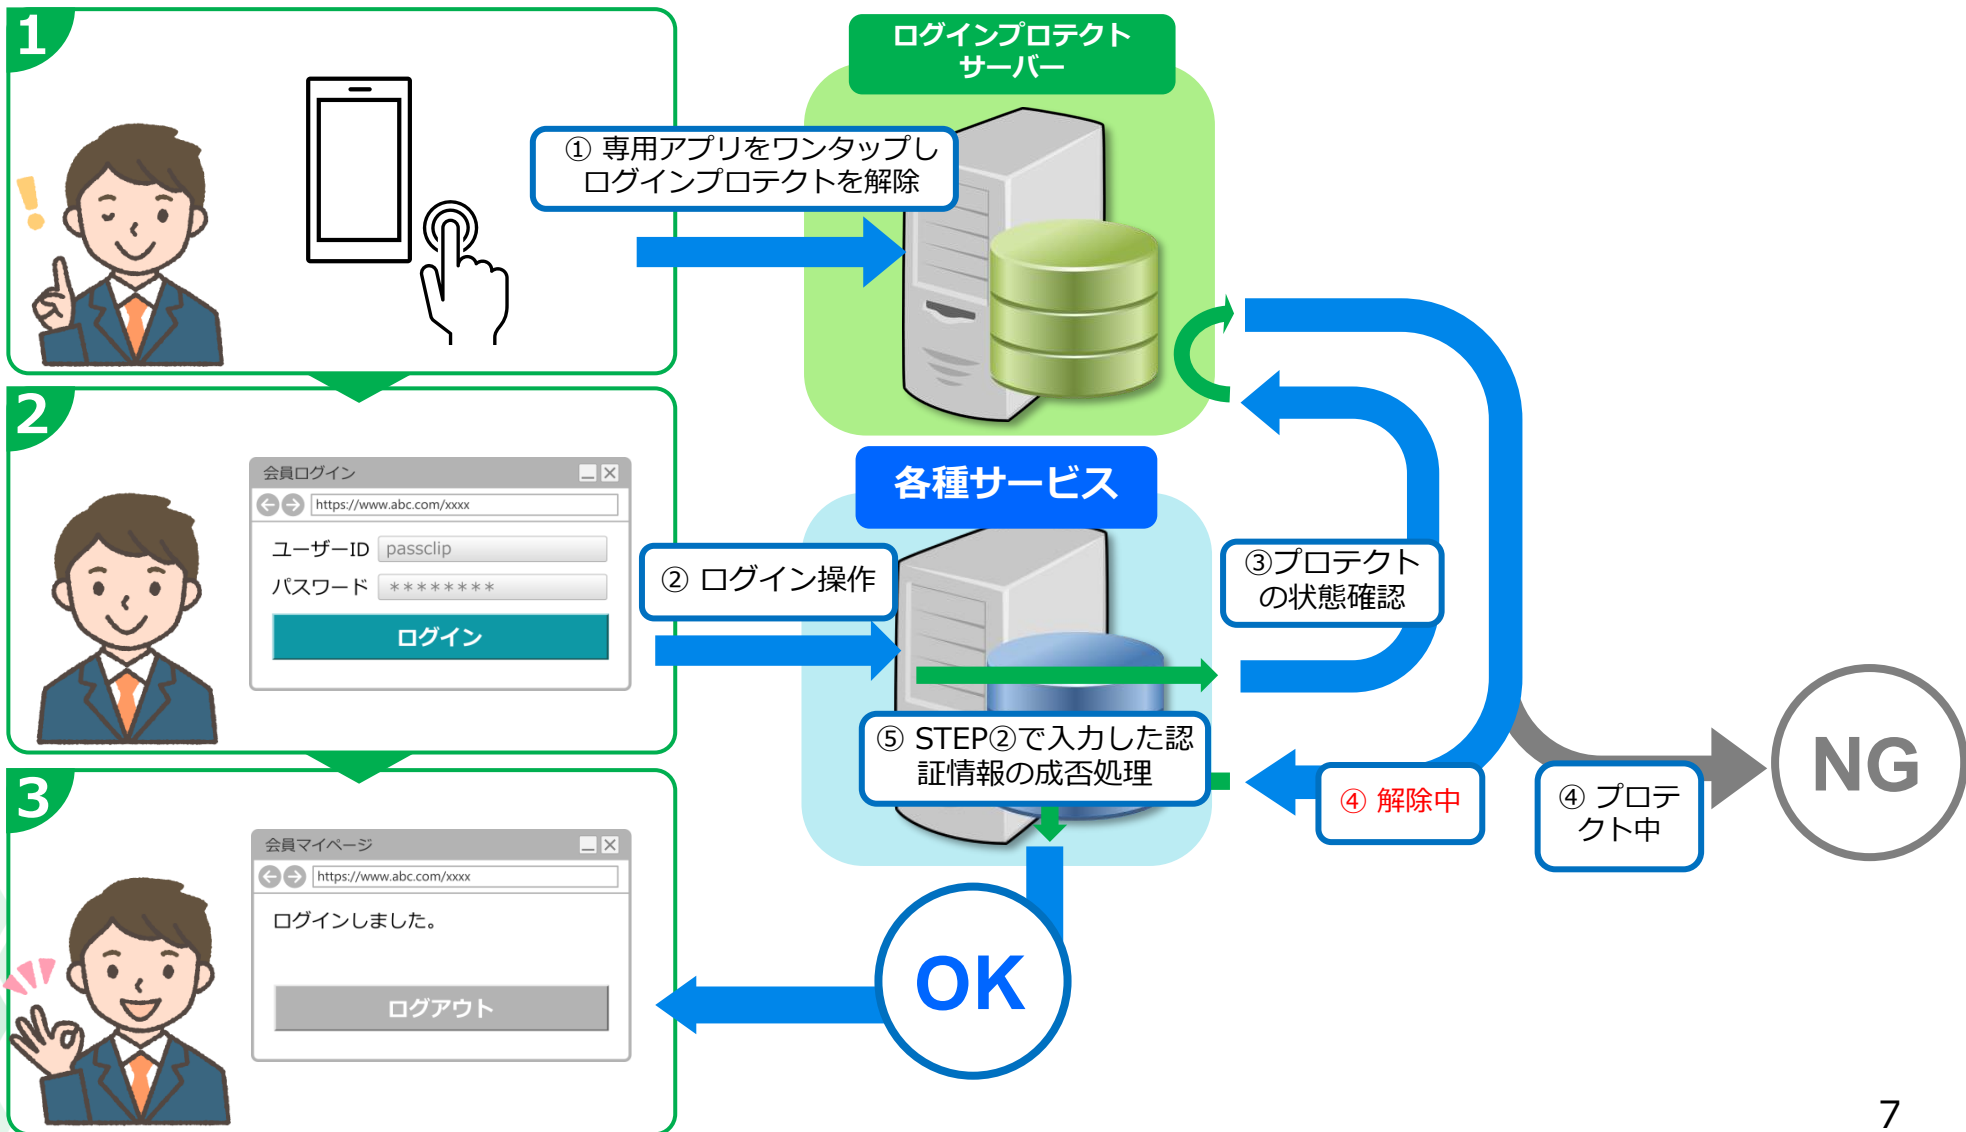 1
ログインプロテクト
サーバー
① 専用アプリをワンタップし
ログインプロテクトを解除
2
会員ログイン
https://www.abc.com/xxxx
ユーザーID passclip
パスワード ********
ログイン
② ログイン操作
各種サービス
③プロテクト
の状態確認
⑤ STEP②で入力した認
証情報の成否処理
④ 解除中
④ プロテ
クト中
NG
3
会員マイページ
https://www.abc.com/xxxx
ログインしました。
ログアウト
OK
7